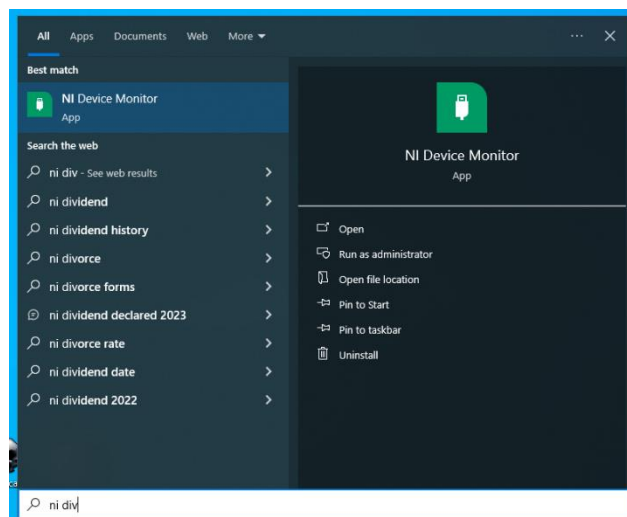 All Apps Documents Web More
Best match
NI Device Monitor
App
Search the web
ni div - See web results
ni dividend
ni dividend history
ni divorce
ni divorce forms
ni dividend declared 2023
ni divorce rate
ni dividend date
ni dividend 2022
NI Device Monitor
App
Open
Run as administrator
Open file location
Pin to Start
Pin to taskbar
Uninstall
ca
ni div